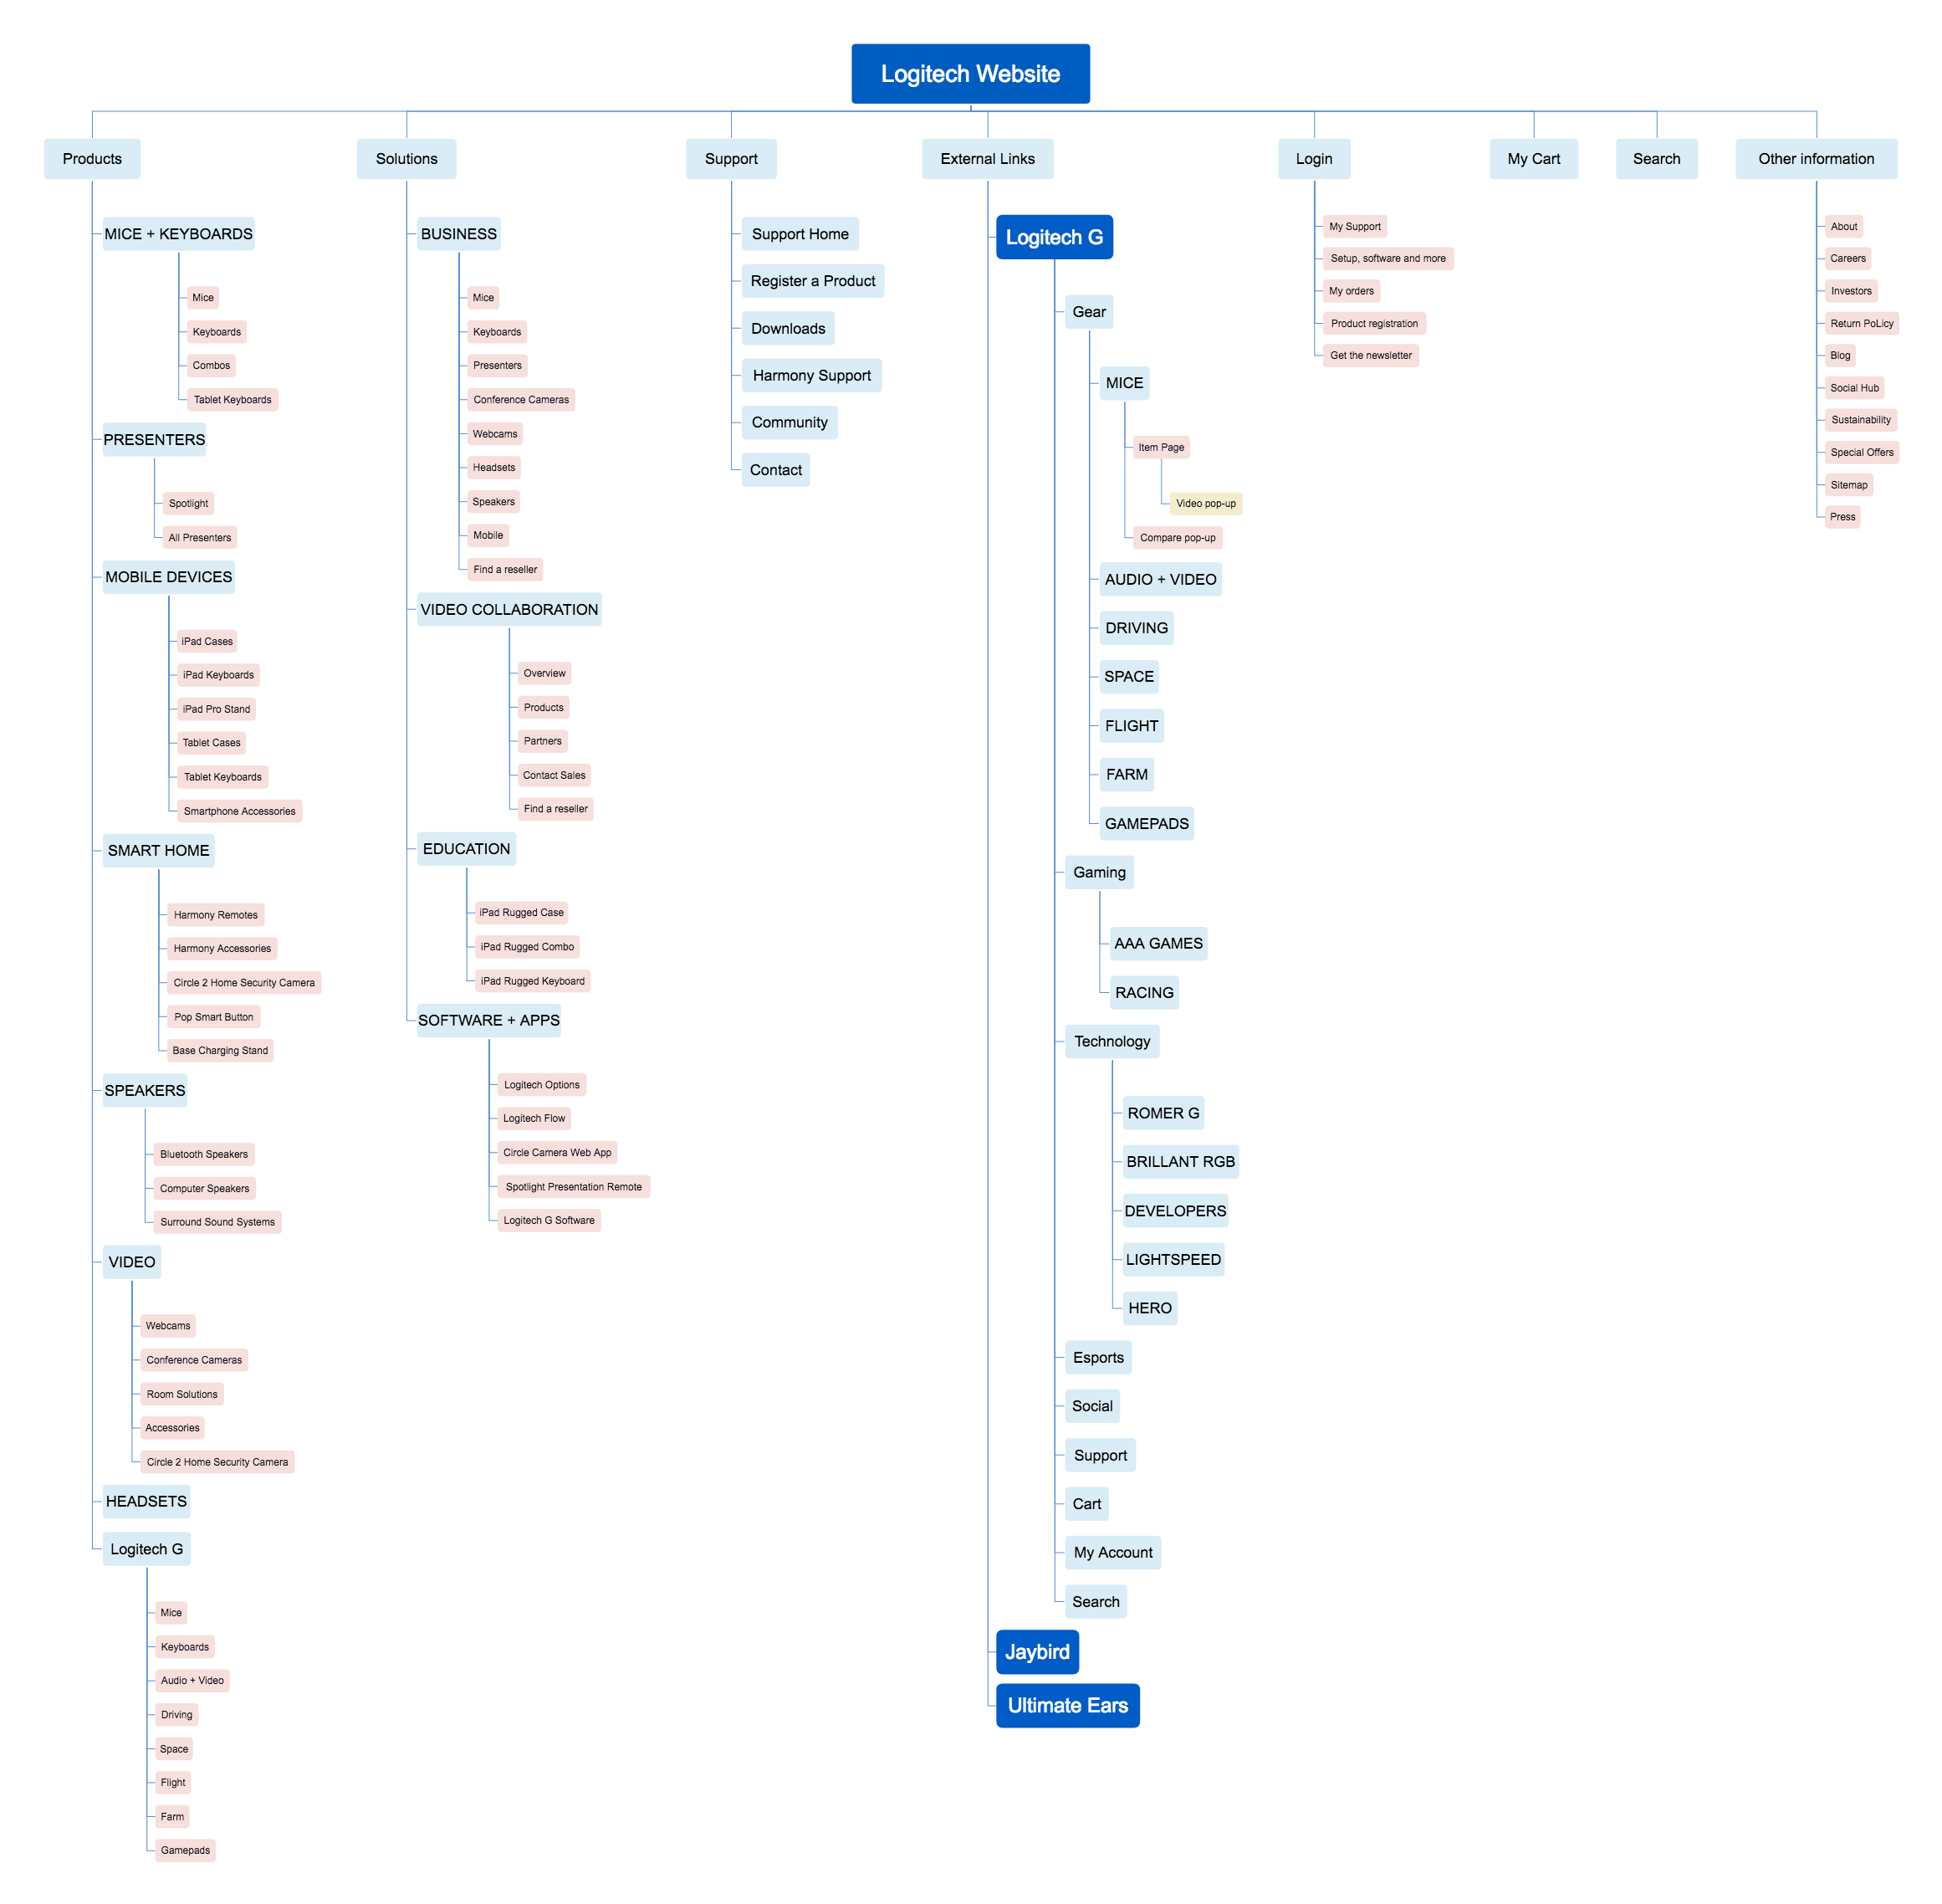 Logitech Website
Products
MICE + KEYBOARDS
Mice
Keyboards
Combos
Tablet Keyboards
PRESENTERS
Spotlight
All Presenters
MOBILE DEVICES
iPad Cases
iPad Keyboards
iPad Pro Stand
Tablet Cases
Tablet Keyboards
Smartphone Accessories
SMART HOME
Harmony Remotes
Harmony Accessories
Circle 2 Home Security Camera
Pop Smart Button
Base Charging Stand
SPEAKERS
Bluetooth Speakers
Computer Speakers
Surround Sound Systems
VIDEO
Webcams
Conference Cameras
Room Solutions
Accessories
Circle 2 Home Security Camera
HEADSETS
Logitech G
Mice
Keyboards
Audio + Video
Driving
Space
Flight
Farm
Gamepads
Solutions
BUSINESS
Mice
Keyboards
Presenters
Conference Cameras
Webcams
Headsets
Speakers
Mobile
Find a reseller
VIDEO COLLABORATION
Overview
Products
Partners
Contact Sales
Find a reseller
EDUCATION
iPad Rugged Case
iPad Rugged Combo
iPad Rugged Keyboard
SOFTWARE + APPS
Logitech Options
Logitech Flow
Circle Camera Web App
Spotlight Presentation Remote
Logitech G Software
Support
Support Home
Register a Product
Downloads
Harmony Support
Community
Contact
External Links
Logitech G
Gear
MICE
Item Page
Video pop-up
Compare pop-up
AUDIO + VIDEO
DRIVING
SPACE
FLIGHT
FARM
GAMEPADS
Gaming
AAA GAMES
RACING
Technology
ROMER G
BRILLANT RGB
DEVELOPERS
LIGHTSPEED
HERO
Esports
Social
Support
Cart
My Account
Search
Jaybird
Ultimate Ears
Login
My Support
Setup, software and more
My orders
Product registration
Get the newsletter
My Cart
Search
Other information
About
Careers
Investors
Return PoLicy
Blog
Social Hub
Sustainability
Special Offers
Sitemap
Press